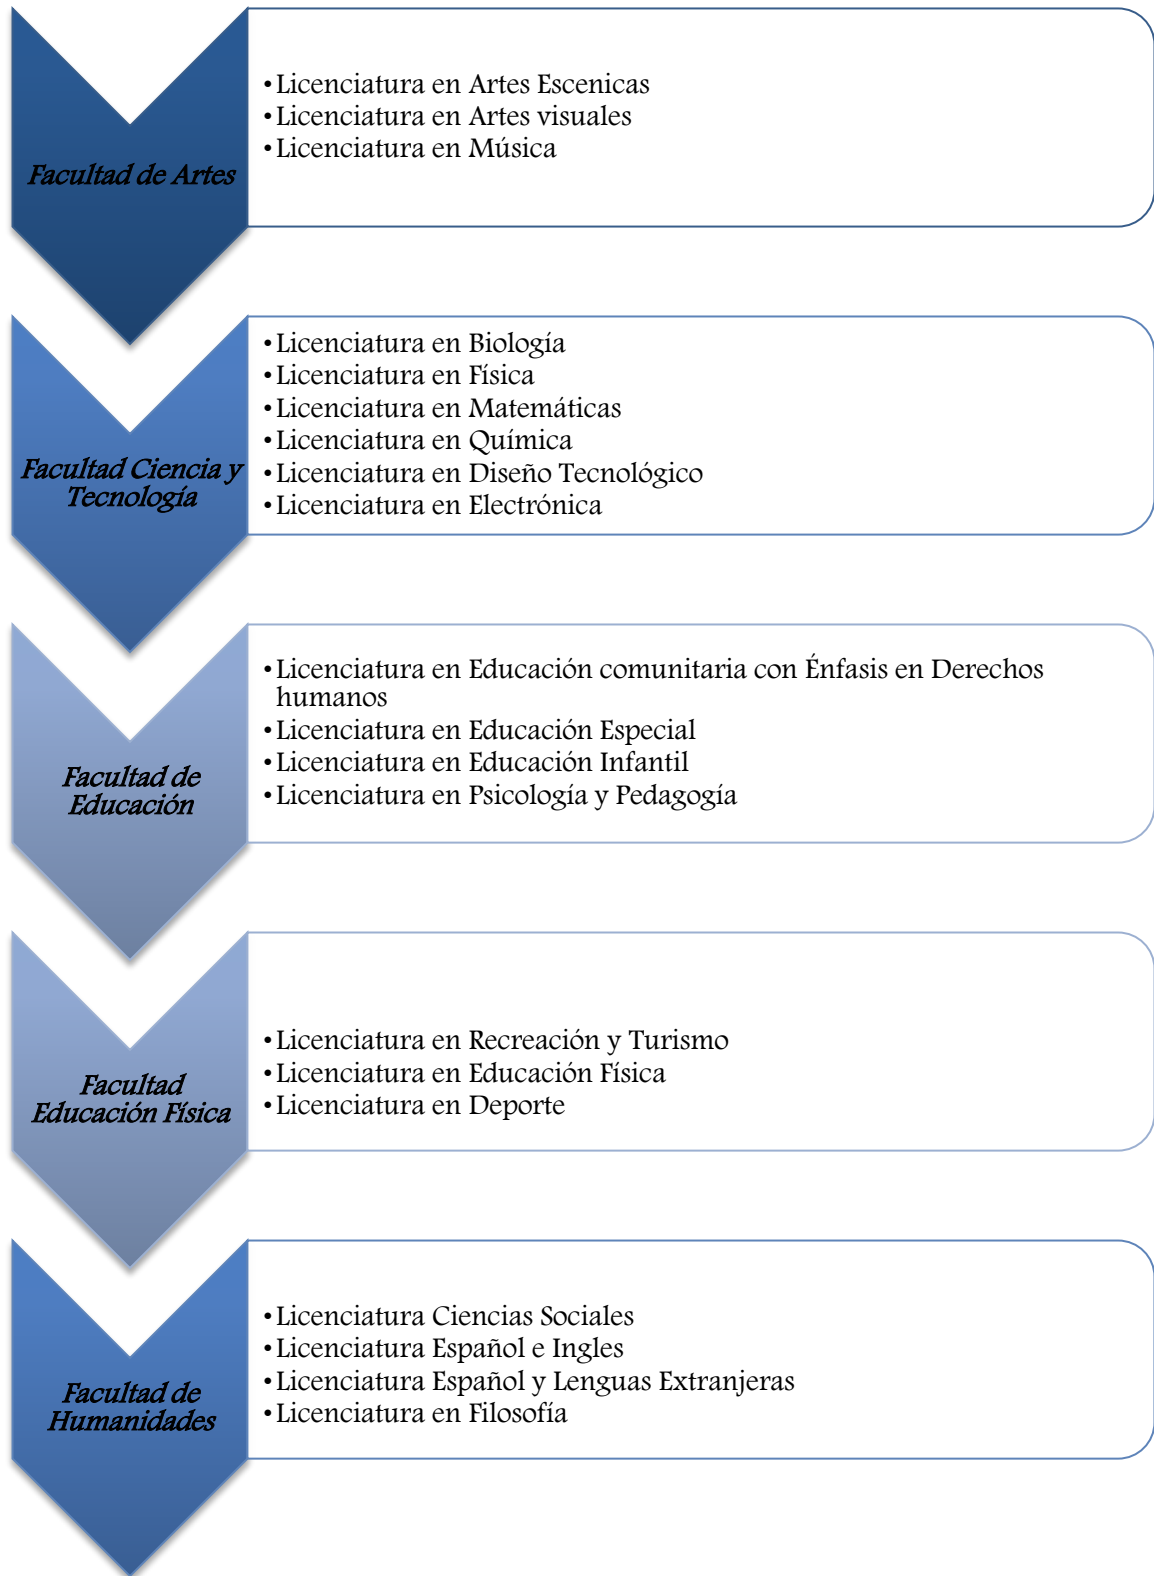 Facultad de Artes
•Licenciatura en Artes Escenicas
•Licenciatura en Artes visuales
•Licenciatura en Música
Facultad Ciencia y
Tecnología
•Licenciatura en Biología
•Licenciatura en Física
•Licenciatura en Matemáticas
•Licenciatura en Química
•Licenciatura en Diseño Tecnológico
•Licenciatura en Electrónica
Facultad de
Educación
•Licenciatura en Educación comunitaria con Énfasis en Derechos
humanos
•Licenciatura en Educación Especial
•Licenciatura en Educación Infantil
•Licenciatura en Psicología y Pedagogía
Facultad
Educación Física
•Licenciatura en Recreación y Turismo
•Licenciatura en Educación Física
•Licenciatura en Deporte
Facultad de
Humanidades
•Licenciatura Ciencias Sociales
•Licenciatura Español e Ingles
•Licenciatura Español y Lenguas Extranjeras
•Licenciatura en Filosofía